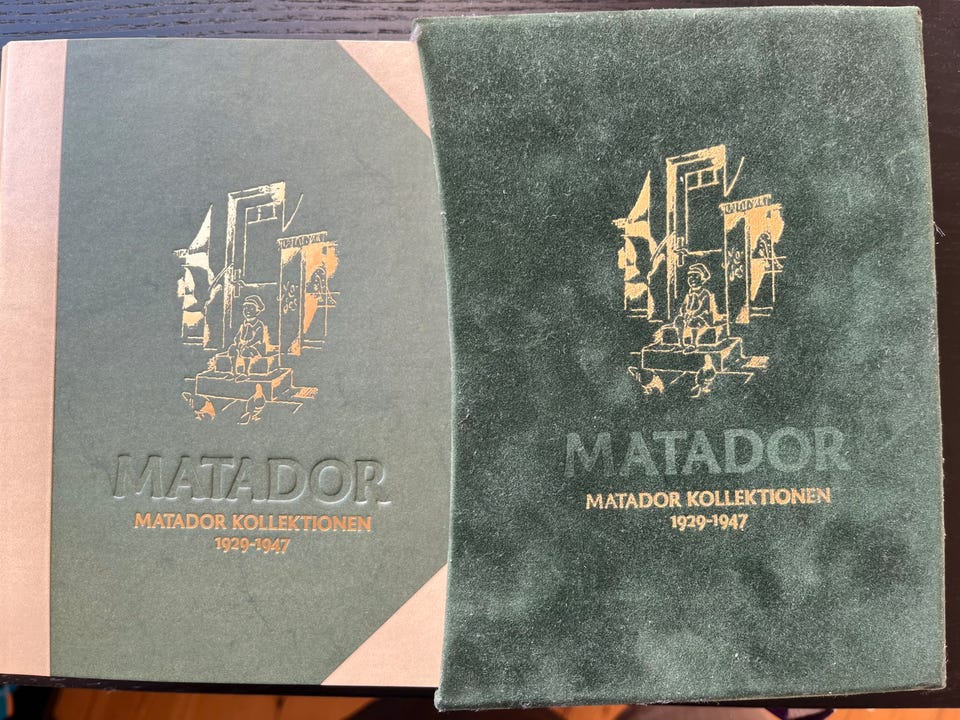 MATADOR
MATADOR KOLLEKTIONEN
1929-1947
MATADOR
MATADOR KOLLEKTIONEN
1929-1947